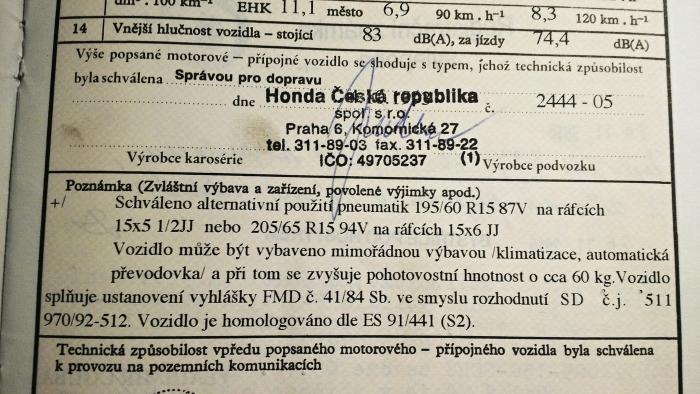 dm³ . 100 km⁻¹ EHK 11,1 město 6,9 90 km . h⁻¹ 8,3 120 km . h⁻¹
14 Vnější hlučnost vozidla – stojící 83 dB(A), za jízdy 74,4 dB(A)
Výše popsané motorové – přípojné vozidlo se shoduje s typem, jehož technická způsobilost
byla schválena Správou pro dopravu
dne Honda Česká republika č. 2444 - 05
spol. s r.o.
Praha 6, Komornická 27
tel. 311-89-03 fax. 311-89-22
Výrobce karosérie IČO: 49705237 (1) Výrobce podvozku
Poznámka (Zvláštní výbava a zařízení, povolené výjimky apod.)
+/ Schváleno alternativní použití pneumatik 195/60 R15 87V na ráfcích
15x5 1/2JJ nebo 205/65 R15 94V na ráfcích 15x6 JJ
Vozidlo může být vybaveno mimořádnou výbavou /klimatizace, automatická
převodovka/ a při tom se zvyšuje pohotovostní hnotnost o cca 60 kg.Vozidlo
splňuje ustanovení vyhlášky FMD č. 41/84 Sb. ve smyslu rozhodnutí SD č.j. 511
970/92-512. Vozidlo je homologováno dle ES 91/441 (S2).
Technická způsobilost vpředu popsaného motorového – přípojného vozidla byla schválena
k provozu na pozemních komunikacích